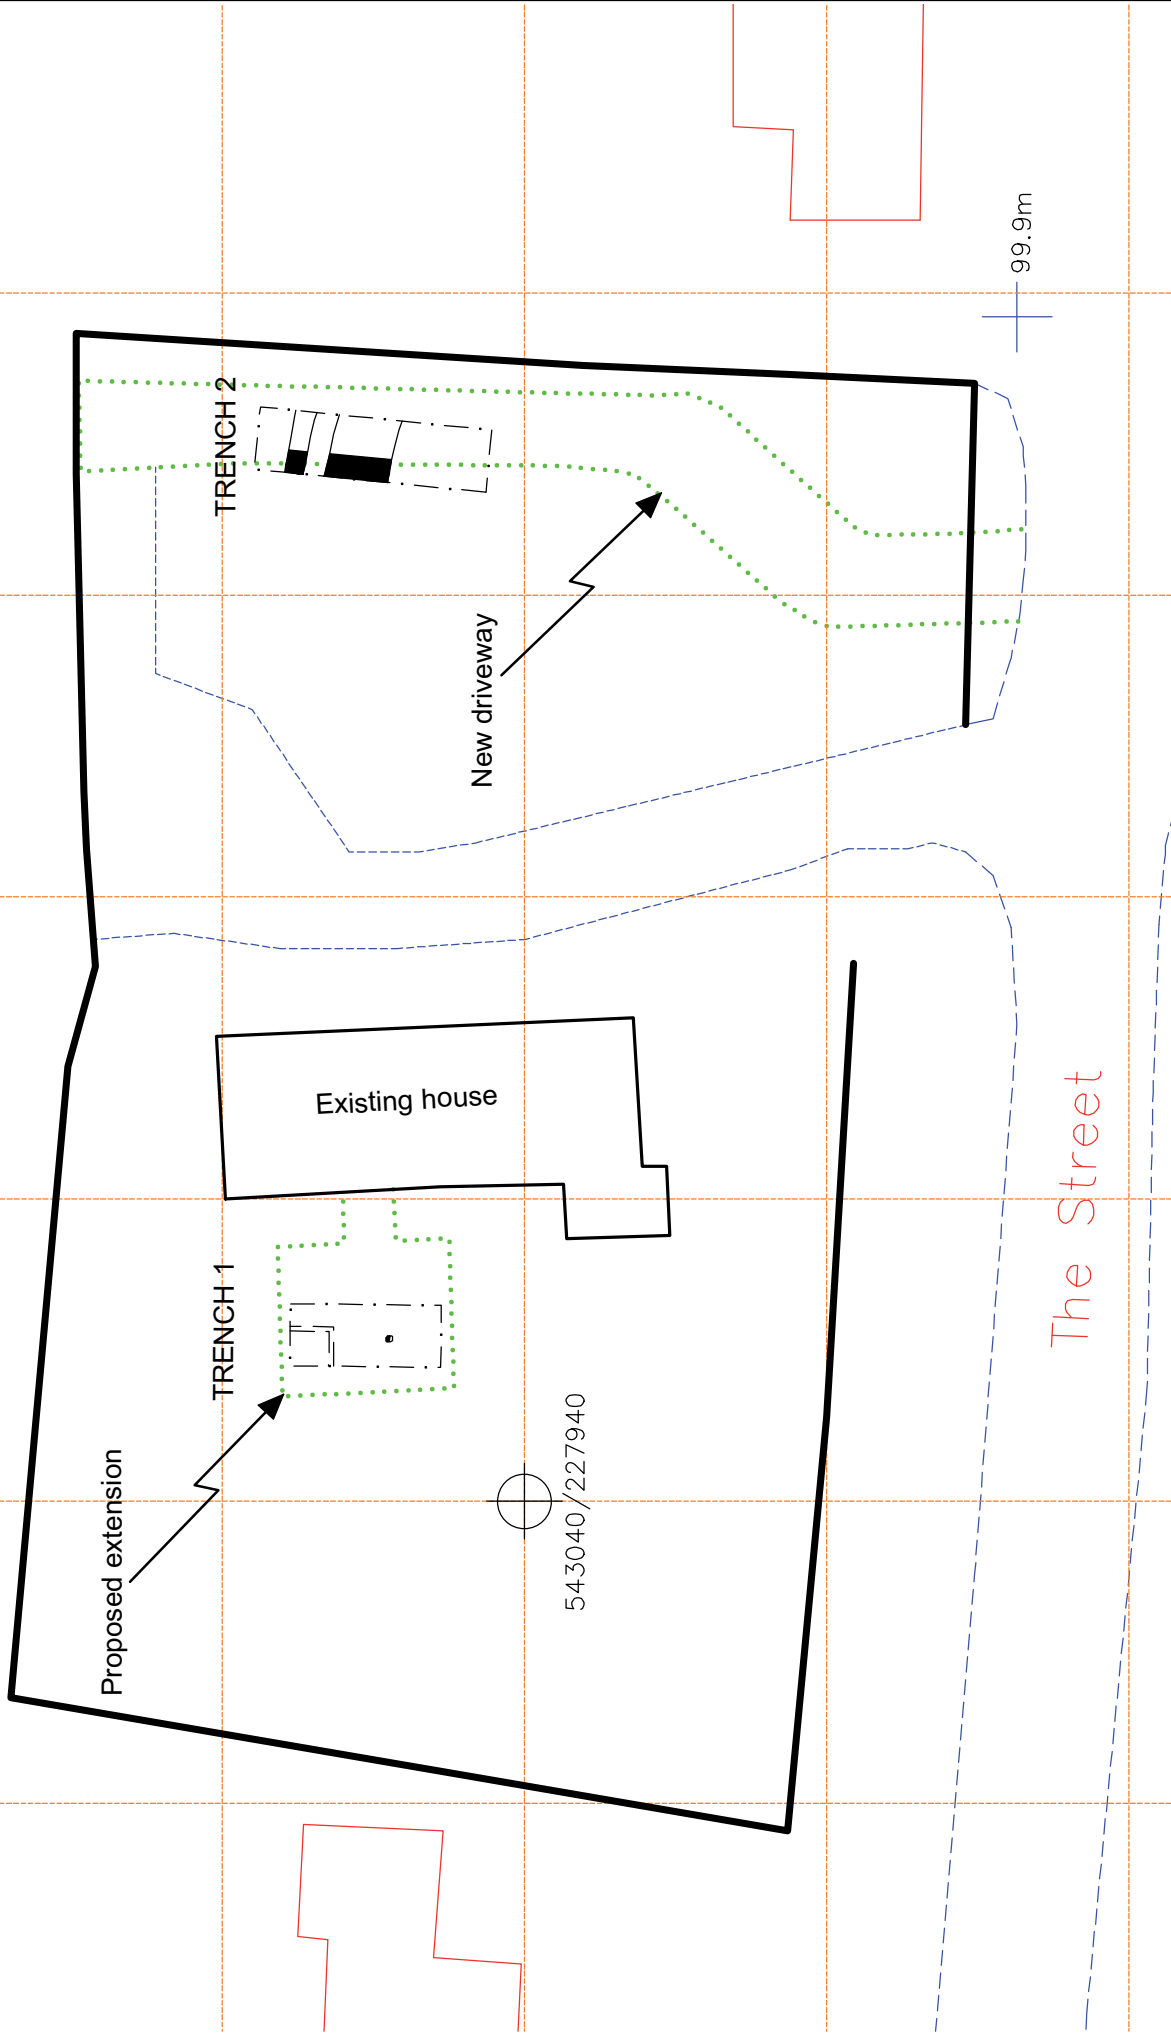 99.9m
TRENCH 2
New driveway
Existing house
The Street
TRENCH 1
543040/227940
Proposed extension